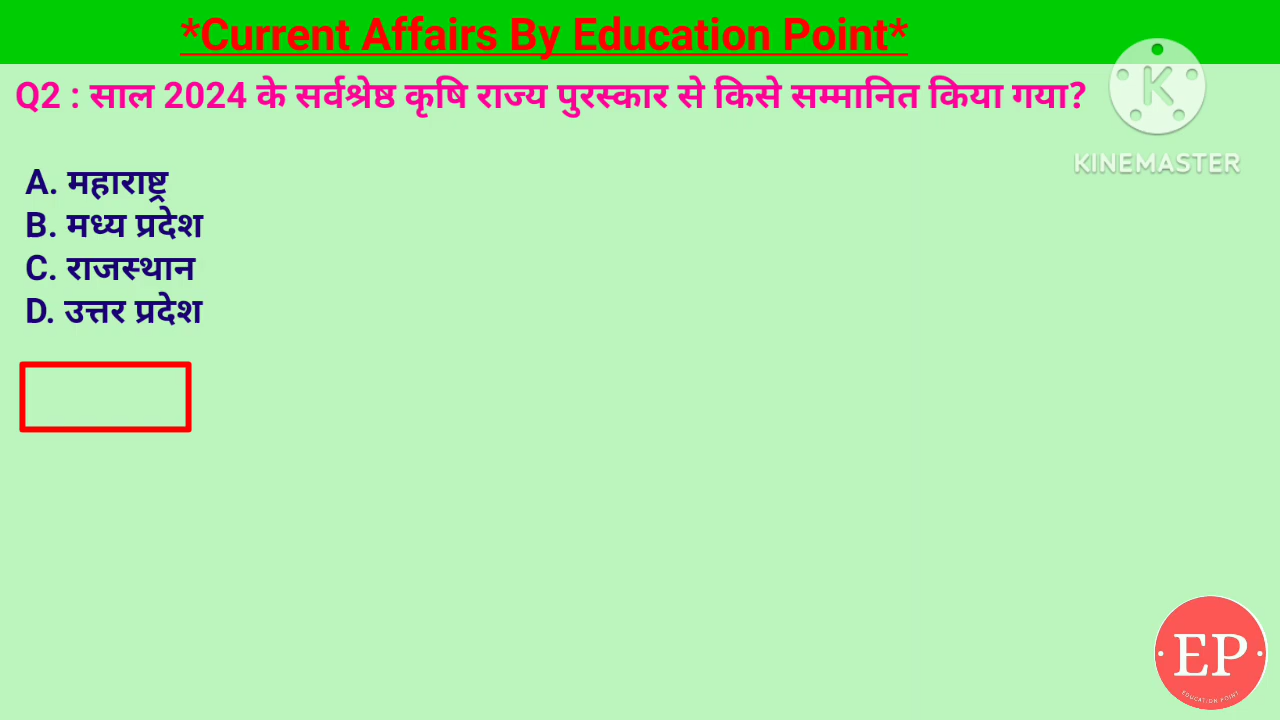 *Current Affairs By Education Point*
Q2 : साल 2024 के सर्वश्रेष्ठ कृषि राज्य पुरस्कार से किसे सम्मानित किया गया?
KINEMASTER
A. महाराष्ट्र
B. मध्य प्रदेश
C. राजस्थान
D. उत्तर प्रदेश
EP
EDUCATION POINT